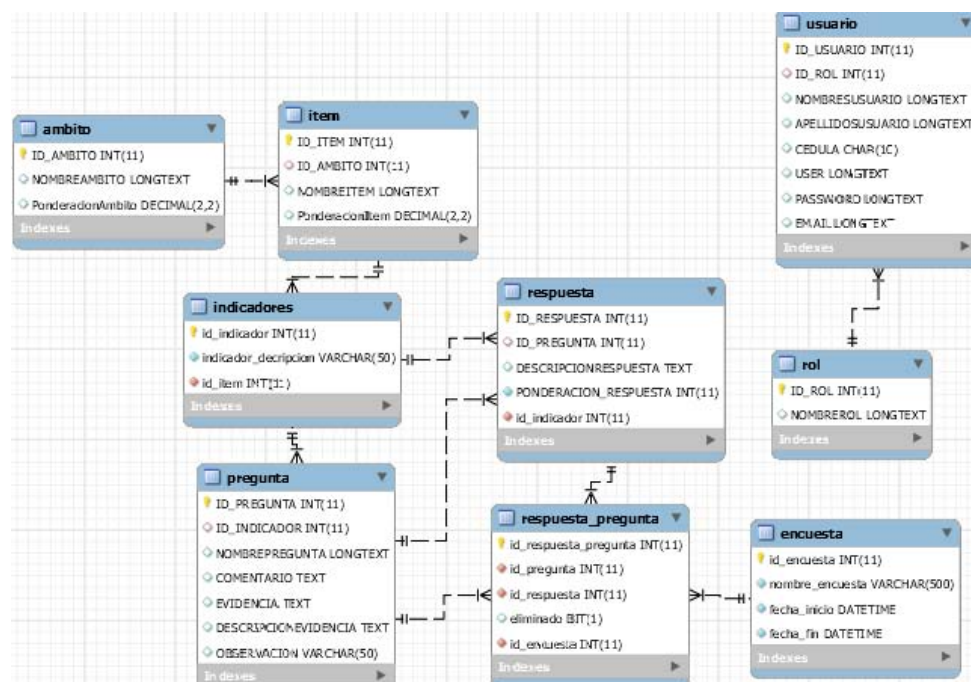 ambito
ID_AMBITO INT(11)
NOMBREAMBITO LONGTEXT
PonderacionAmbito DECIMAL(2,2)
Indexes
item
ID_ITEM INT(11)
ID_AMBITO INT(11)
NOMBREITEM LONGTEXT
PonderacionItem DECIMAL(2,2)
Indexes
usuario
ID_USUARIO INT(11)
ID_ROL INT(11)
NOMBRESUSUARIO LONGTEXT
APELLIDOSUSUARIO LONGTEXT
CEDULA CHAR(10)
USER LONGTEXT
PASSWORD LONGTEXT
EMAIL LONGTEXT
Indexes
indicadores
id_indicador INT(11)
indicador_decripcion VARCHAR(50)
id_item INT(11)
Indexes
respuesta
ID_RESPUESTA INT(11)
ID_PREGUNTA INT(11)
DESCRIPCIONRESPUESTA TEXT
PONDERACION_RESPUESTA INT(11)
id_indicador INT(11)
Indexes
rol
ID_ROL INT(11)
NOMBREROL LONGTEXT
Indexes
pregunta
ID_PREGUNTA INT(11)
ID_INDICADOR INT(11)
NOMBREPREGUNTA LONGTEXT
COMENTARIO TEXT
EVIDENCIA TEXT
DESCRIPCIONEVIDENCIA TEXT
OBSERVACION VARCHAR(50)
Indexes
respuesta_pregunta
id_respuesta_pregunta INT(11)
id_pregunta INT(11)
id_respuesta INT(11)
eliminado BIT(1)
id_encuesta INT(11)
Indexes
encuesta
id_encuesta INT(11)
nombre_encuesta VARCHAR(500)
fecha_inicio DATETIME
fecha_fin DATETIME
Indexes